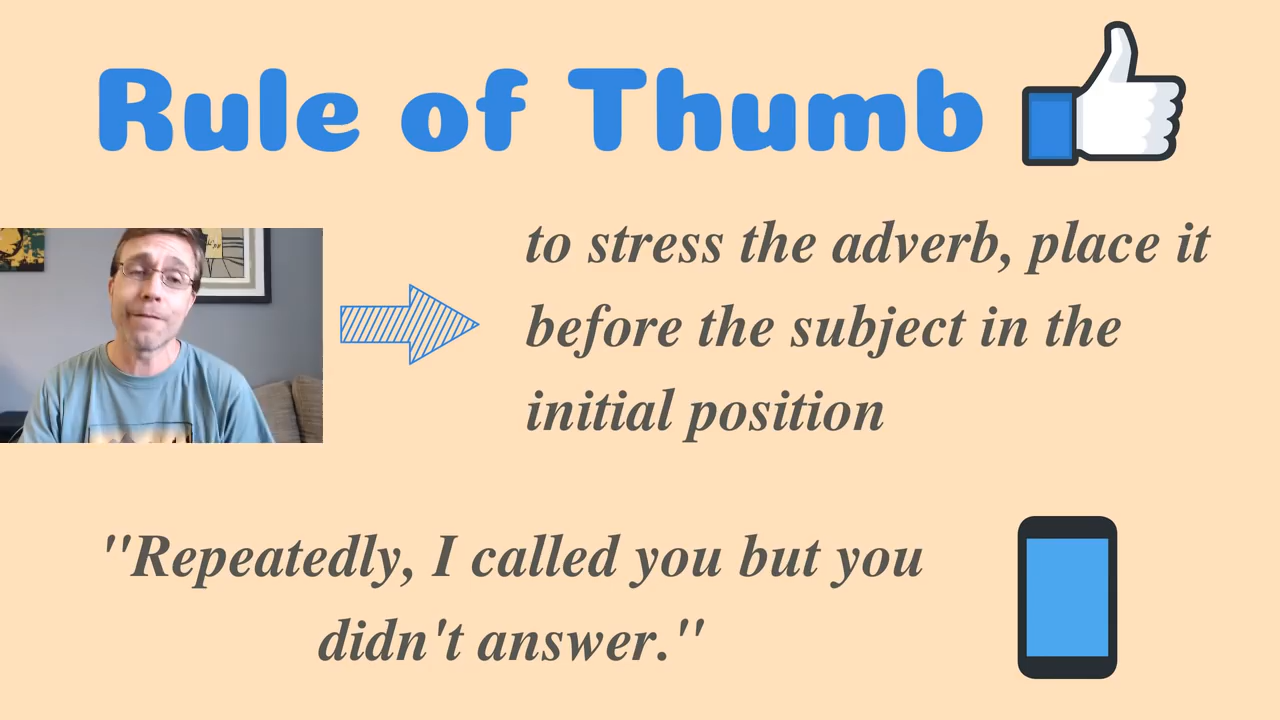 Rule of Thumb
to stress the adverb, place it
before the subject in the
initial position
"Repeatedly, I called you but you
didn't answer."